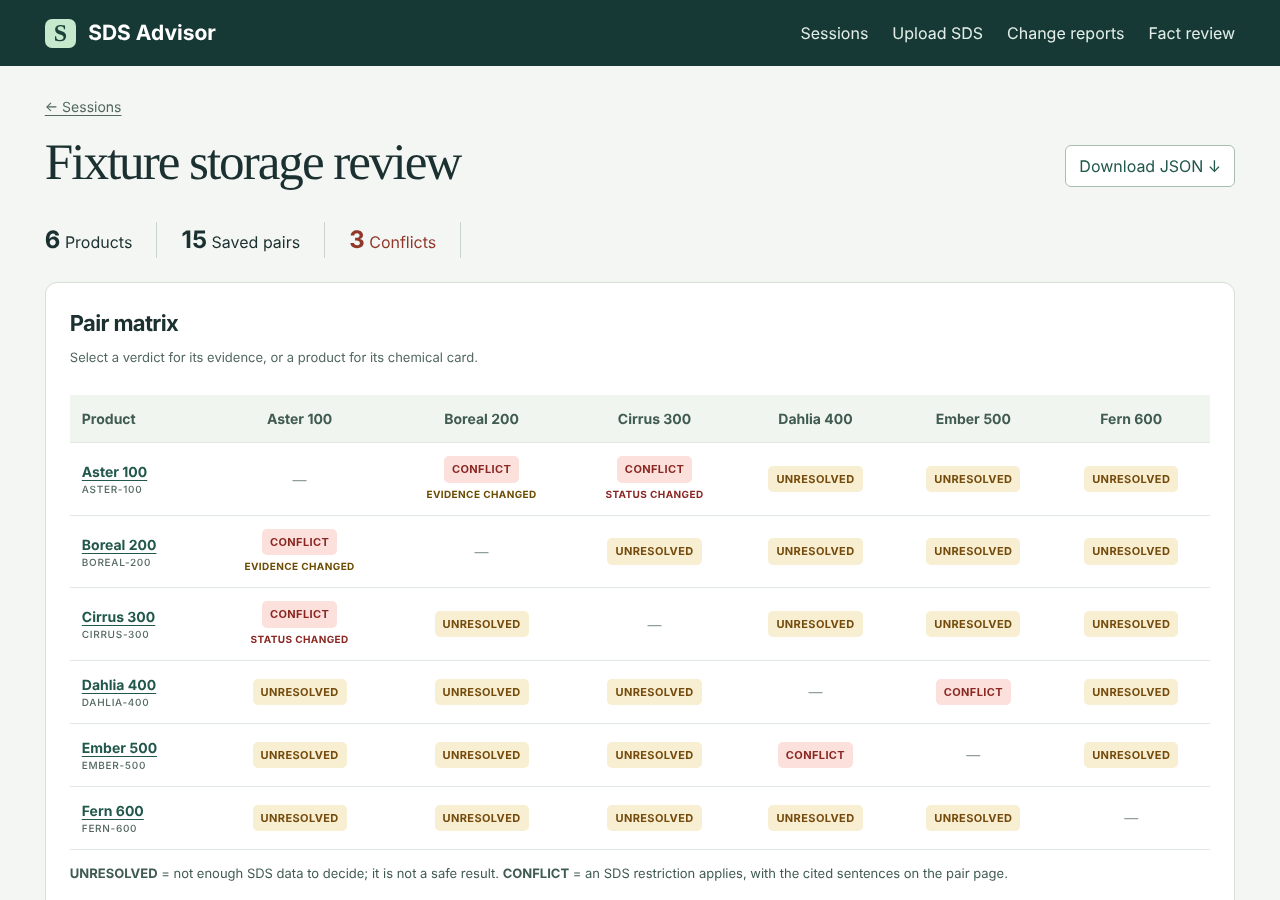 S SDS Advisor Sessions Upload SDS Change reports Fact review
← Sessions
Fixture storage review
Download JSON ↓
6 Products 15 Saved pairs 3 Conflicts
Pair matrix
Select a verdict for its evidence, or a product for its chemical card.
Product Aster 100 Boreal 200 Cirrus 300 Dahlia 400 Ember 500 Fern 600
Aster 100 — CONFLICT CONFLICT UNRESOLVED UNRESOLVED UNRESOLVED
ASTER-100 EVIDENCE CHANGED STATUS CHANGED
Boreal 200 CONFLICT — UNRESOLVED UNRESOLVED UNRESOLVED UNRESOLVED
BOREAL-200 EVIDENCE CHANGED
Cirrus 300 CONFLICT UNRESOLVED — UNRESOLVED UNRESOLVED UNRESOLVED
CIRRUS-300 STATUS CHANGED
Dahlia 400 UNRESOLVED UNRESOLVED UNRESOLVED — CONFLICT UNRESOLVED
DAHLIA-400
Ember 500 UNRESOLVED UNRESOLVED UNRESOLVED CONFLICT — UNRESOLVED
EMBER-500
Fern 600 UNRESOLVED UNRESOLVED UNRESOLVED UNRESOLVED UNRESOLVED —
FERN-600
UNRESOLVED = not enough SDS data to decide; it is not a safe result. CONFLICT = an SDS restriction applies, with the cited sentences on the pair page.